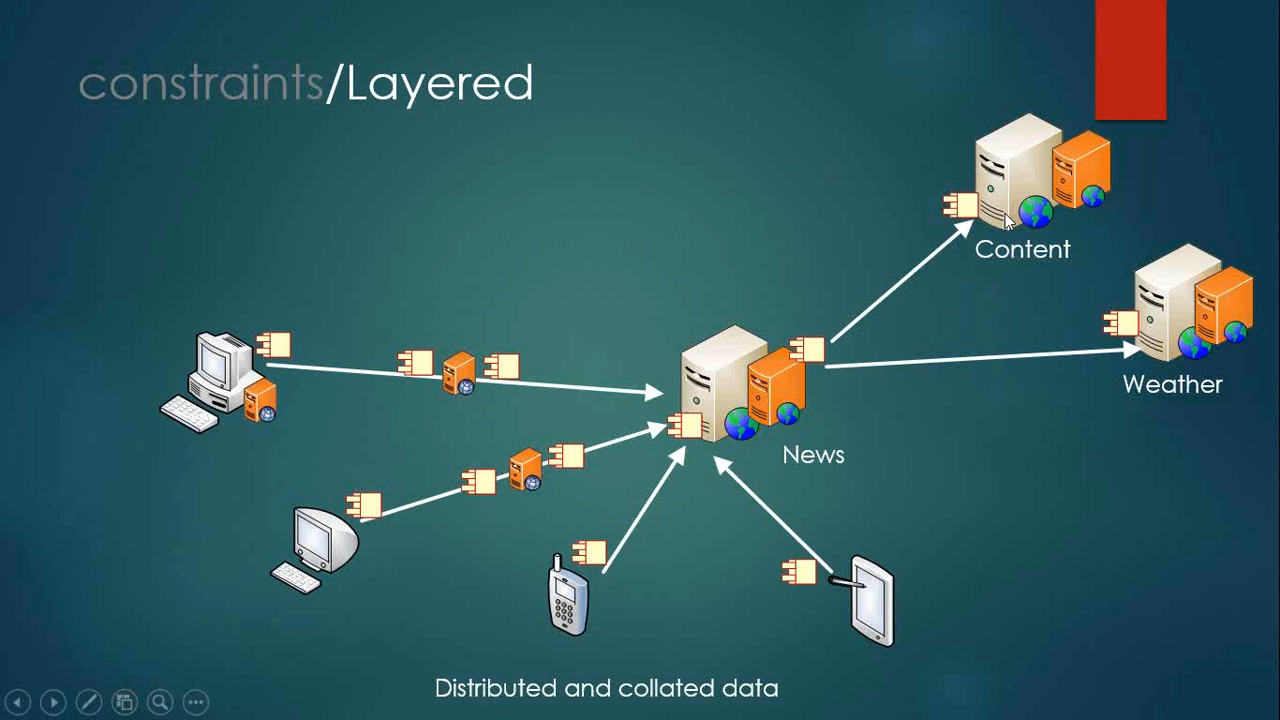 constraints/Layered
Content
Weather
News
Distributed and collated data